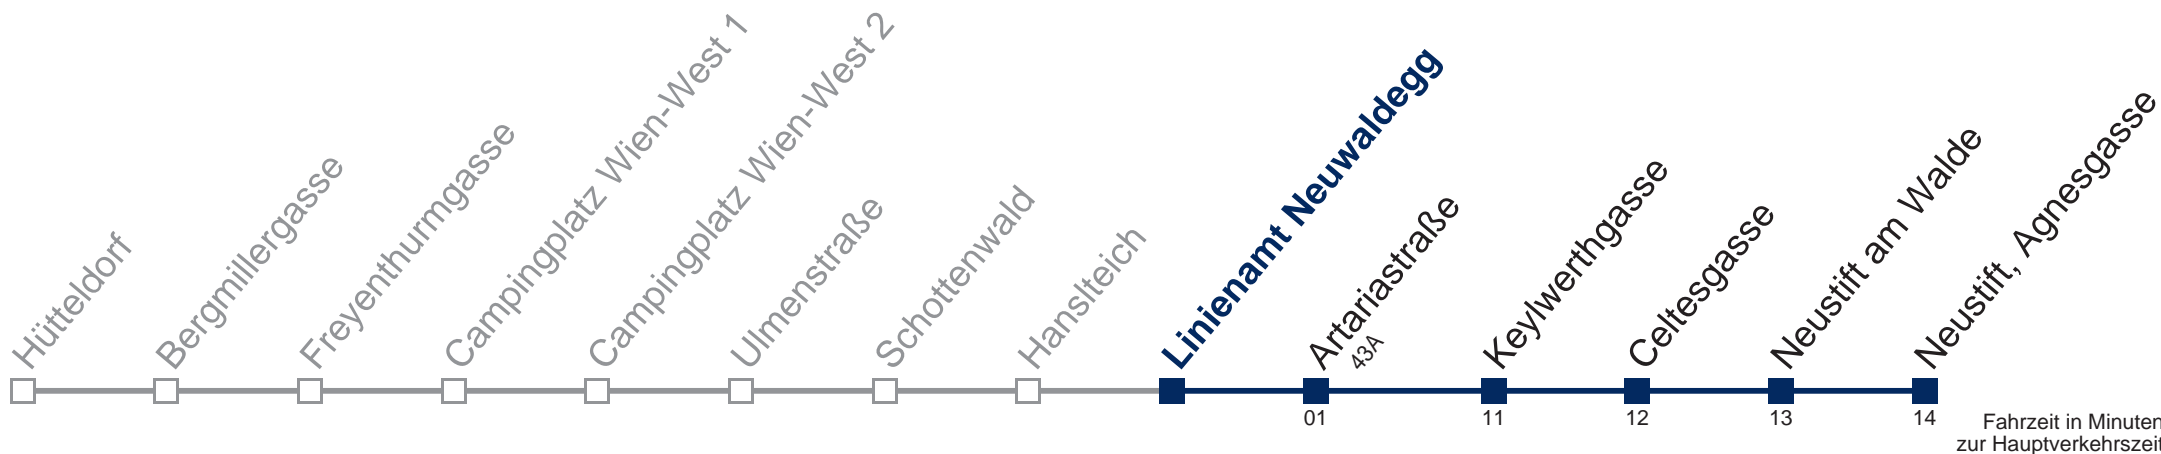 Hütteldorf
Bergmillergasse
Freyenthurmgasse
Campingplatz Wien-West 1
Campingplatz Wien-West 2
Ulmenstraße
Schottenwald
Hanslteich
Linienamt Neuwaldegg
Artariastraße
43A
Keylwerthgasse
Celtesgasse
Neustift am Walde
Neustift, Agnesgasse
01 11 12 13 14
Fahrzeit in Minuten
zur Hauptverkehrszeit